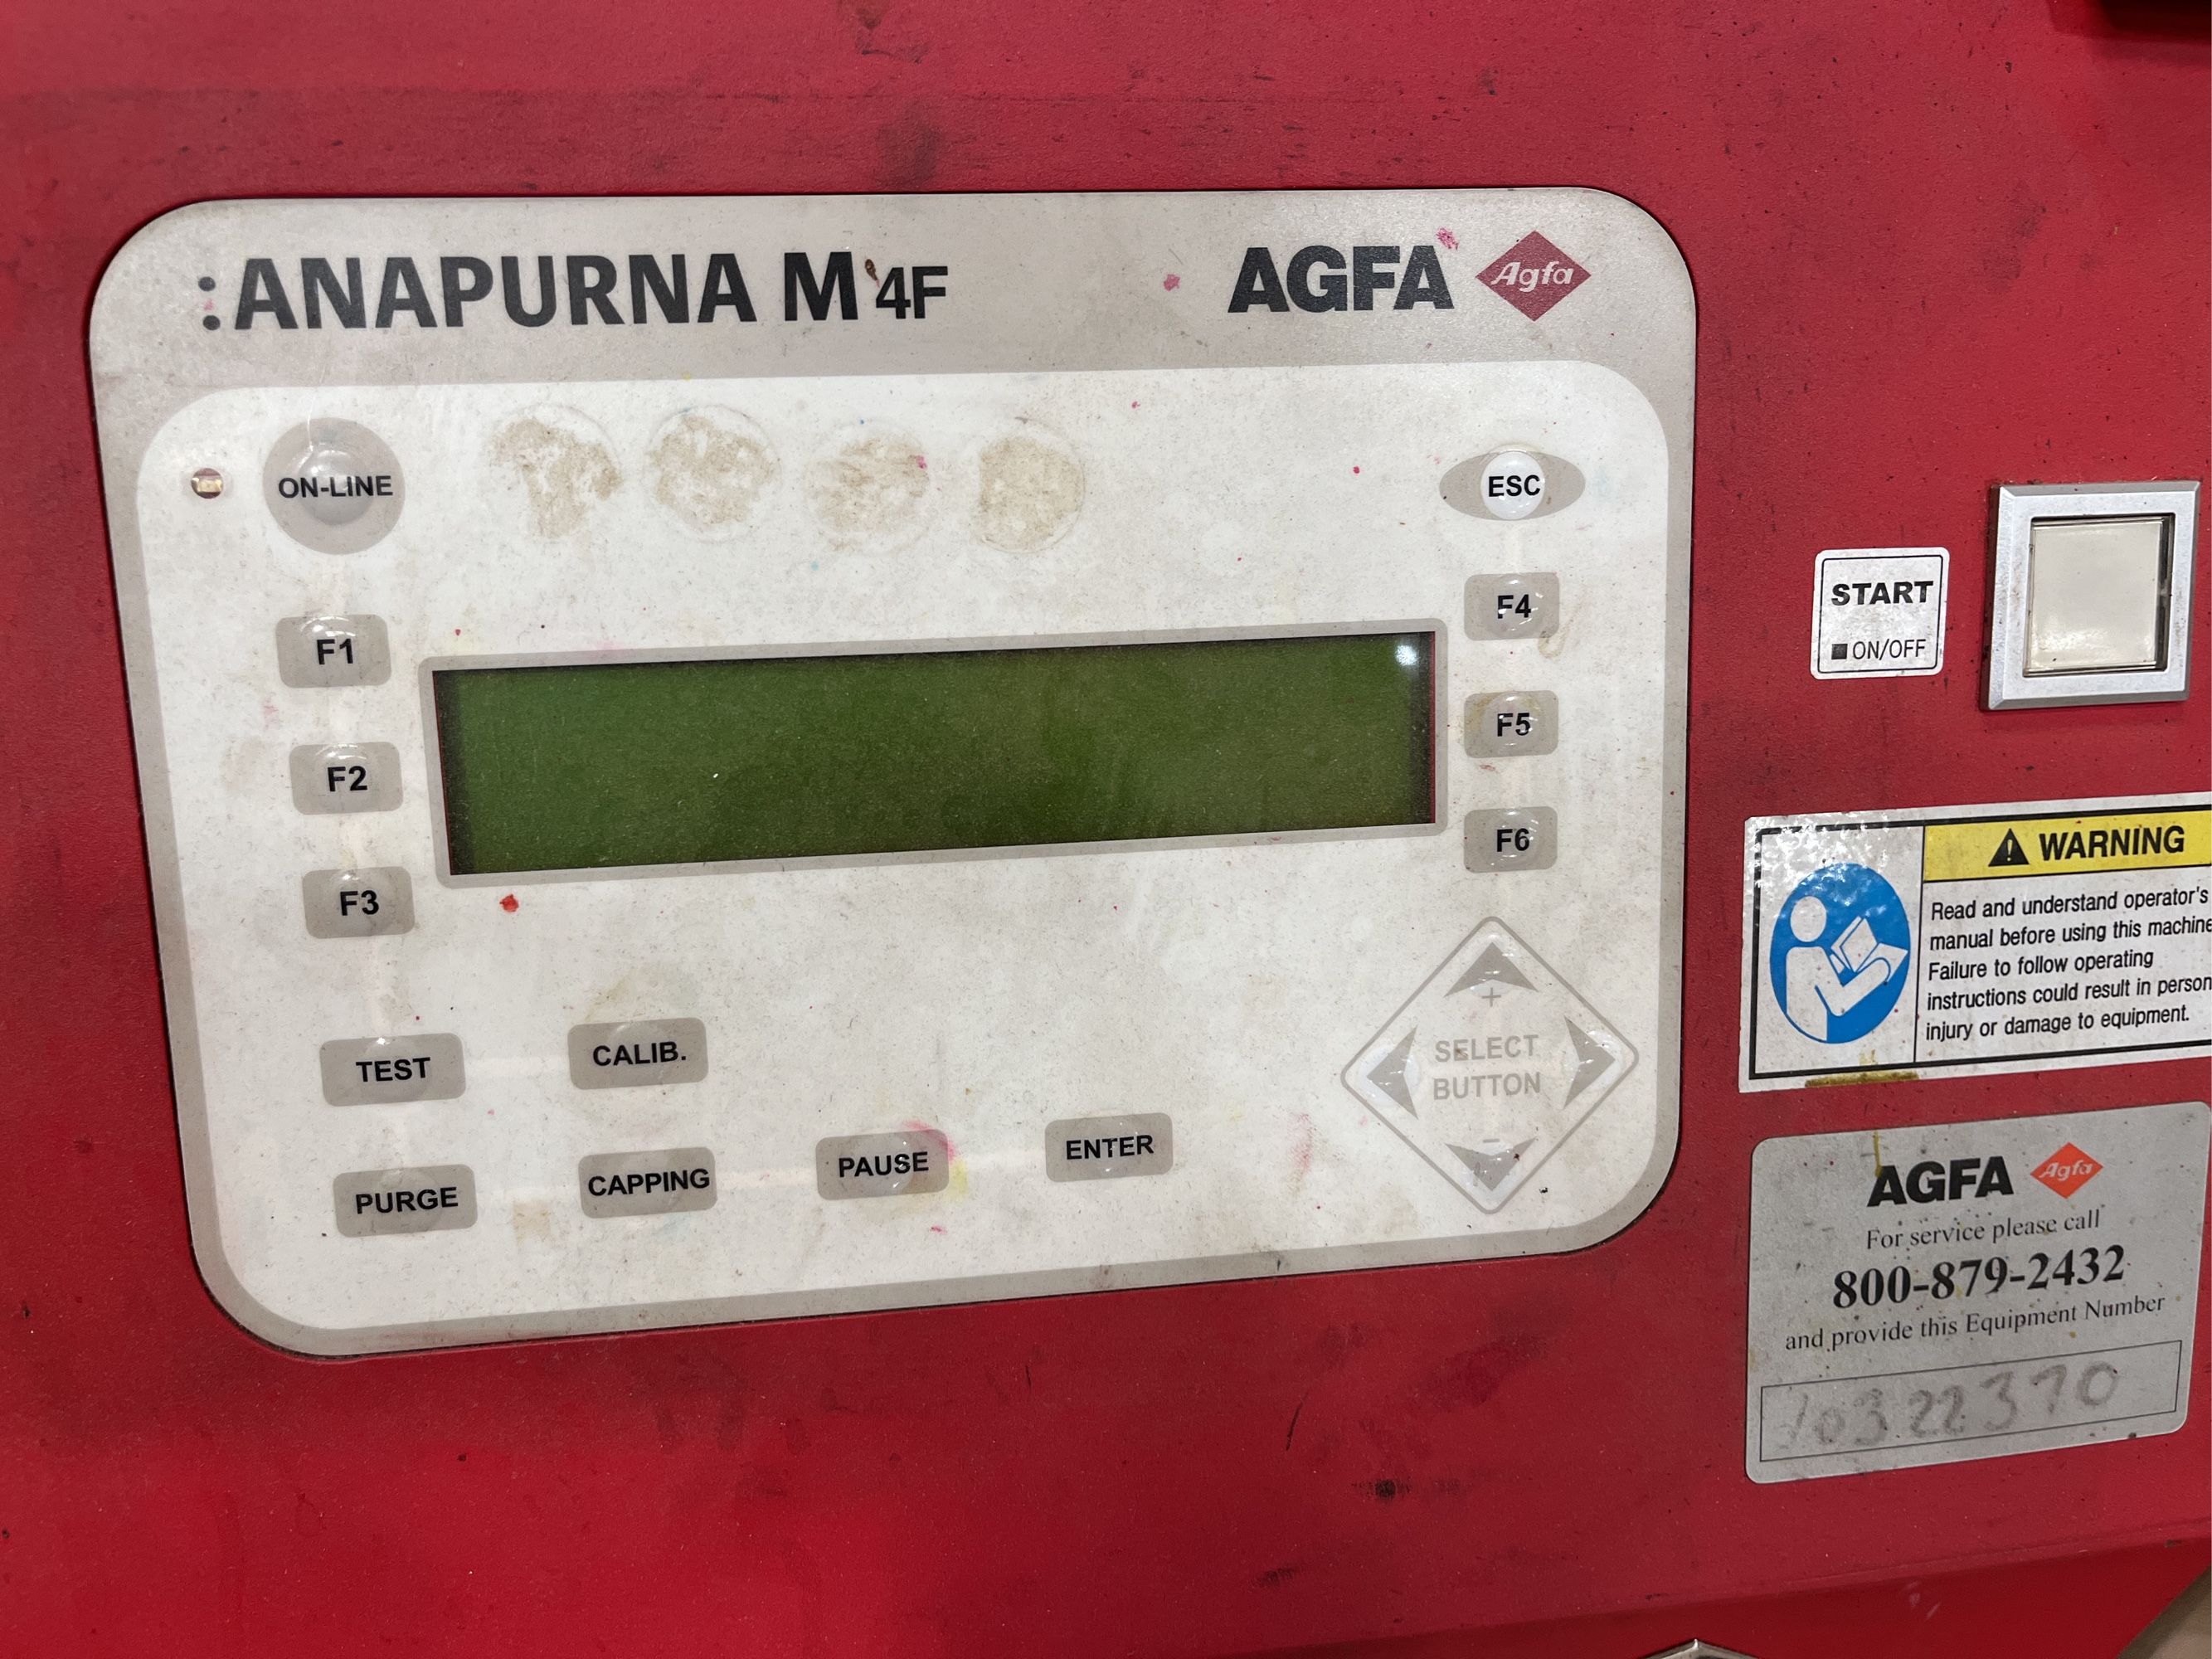 :ANAPURNA M 4F
AGFA Agfa
ON-LINE
ESC
F1
F2
F3
F4
F5
F6
TEST
CALIB.
PURGE
CAPPING
PAUSE
ENTER
+
SELECT
BUTTON
−
START
ON/OFF
WARNING
Read and understand operator's
manual before using this machine
Failure to follow operating
instructions could result in person
injury or damage to equipment.
AGFA Agfa
For service please call
800-879-2432
and provide this Equipment Number
10322370